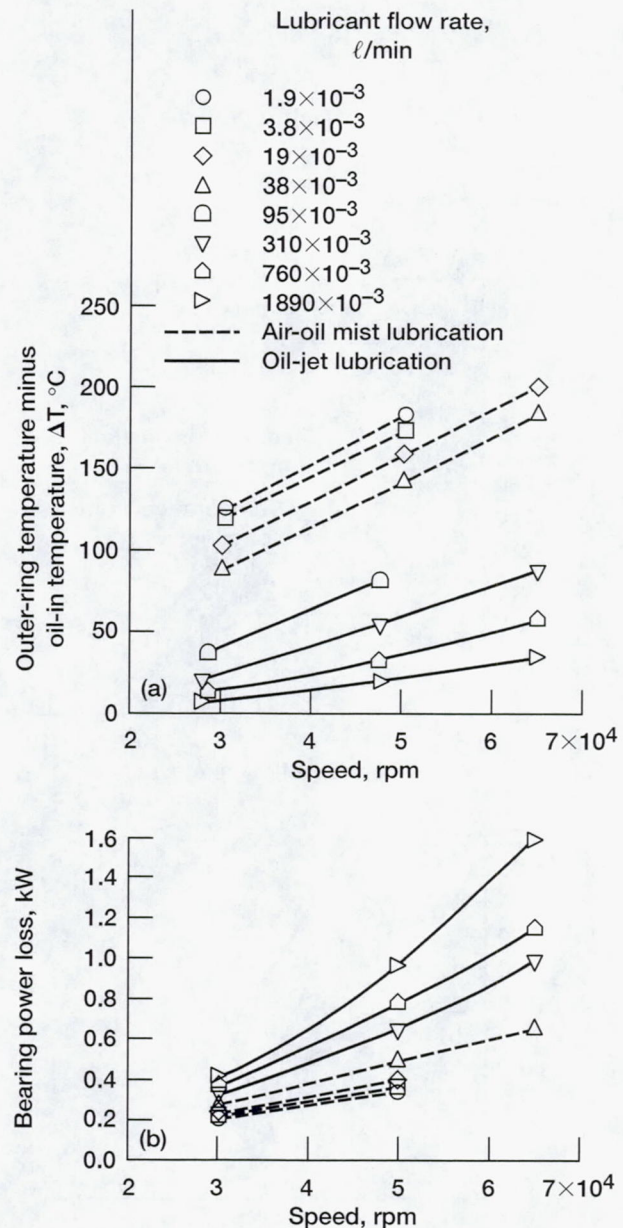 Lubricant flow rate,
ℓ/min
1.9×10⁻³
3.8×10⁻³
19×10⁻³
38×10⁻³
95×10⁻³
310×10⁻³
760×10⁻³
1890×10⁻³
Air-oil mist lubrication
Oil-jet lubrication
Outer-ring temperature minus
oil-in temperature, ΔT, °C
250
200
150
100
50
0
(a)
2 3 4 5 6 7×10⁴
Speed, rpm
Bearing power loss, kW
1.6
1.4
1.2
1.0
0.8
0.6
0.4
0.2
0.0
(b)
2 3 4 5 6 7×10⁴
Speed, rpm